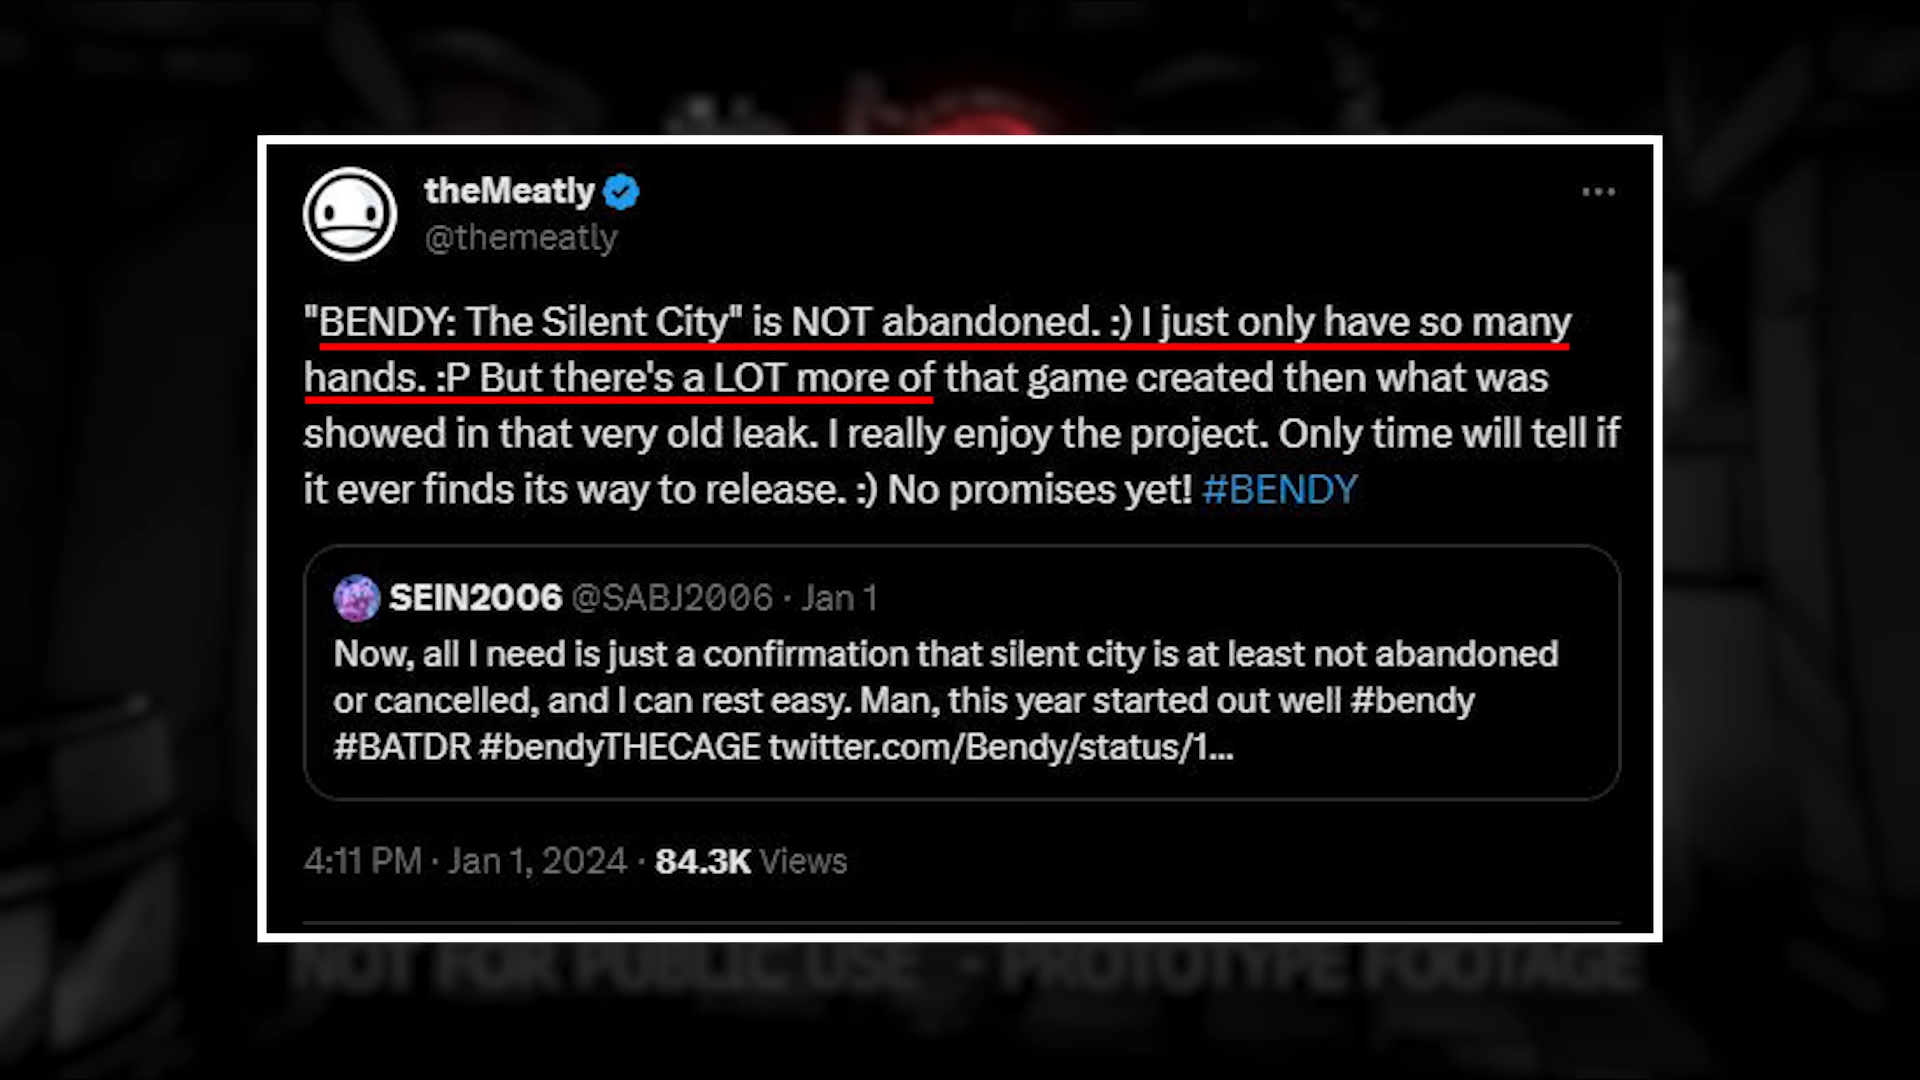 theMeatly
@themeatly
"BENDY: The Silent City" is NOT abandoned. :) I just only have so many
hands. :P But there's a LOT more of that game created then what was
showed in that very old leak. I really enjoy the project. Only time will tell if
it ever finds its way to release. :) No promises yet! #BENDY
SEIN2006 @SABJ2006 · Jan 1
Now, all I need is just a confirmation that silent city is at least not abandoned
or cancelled, and I can rest easy. Man, this year started out well #bendy
#BATDR #bendyTHECAGE twitter.com/Bendy/status/1...
4:11 PM · Jan 1, 2024 · 84.3K Views
NOT FOR PUBLIC USE - PROTOTYPE FOOTAGE